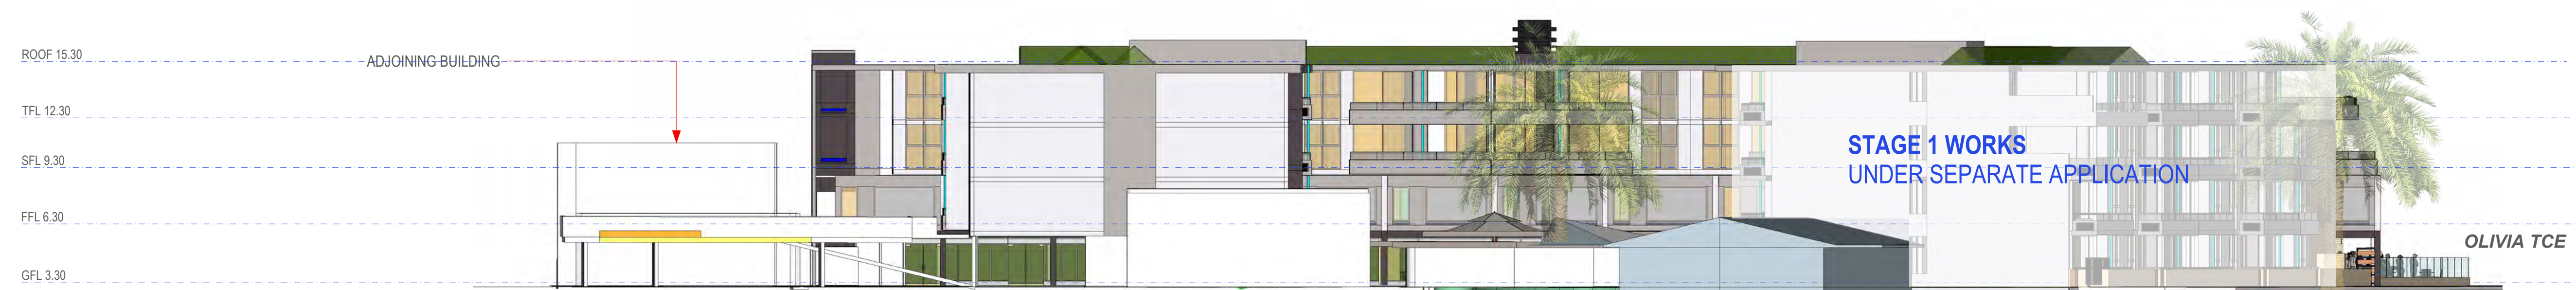 ROOF 15.30
ADJOINING BUILDING
TFL 12.30
STAGE 1 WORKS
SFL 9.30
UNDER SEPARATE APPLICATION
FFL 6.30
OLIVIA TCE
GFL 3.30